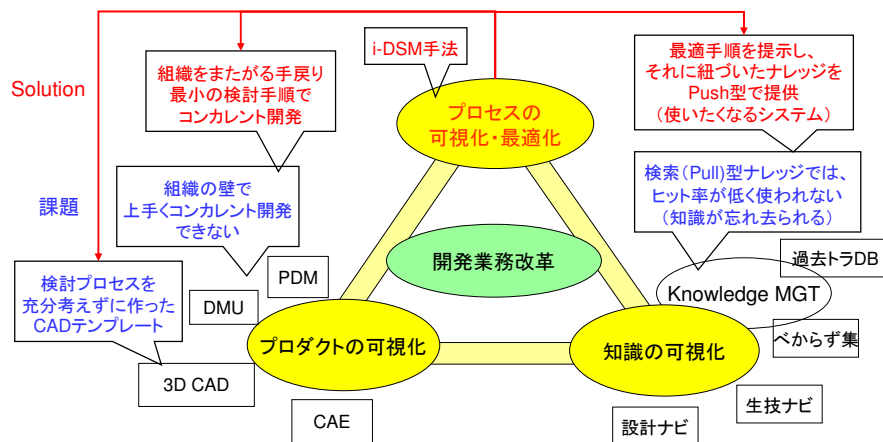 Solution
組織をまたがる手戻り
最小の検討手順で
コンカレント開発
i-DSM手法
最適手順を提示し、
それに紐づいたナレッジを
Push型で提供
（使いたくなるシステム）
プロセスの
可視化・最適化
課題
組織の壁で
上手くコンカレント開発
できない
検索（Pull)型ナレッジでは、
ヒット率が低く使われない
（知識が忘れ去られる）
検討プロセスを
充分考えずに作った
CADテンプレート
PDM
DMU
開発業務改革
過去トラDB
Knowledge MGT
べからず集
プロダクトの可視化
知識の可視化
3D CAD
CAE
設計ナビ
生技ナビ